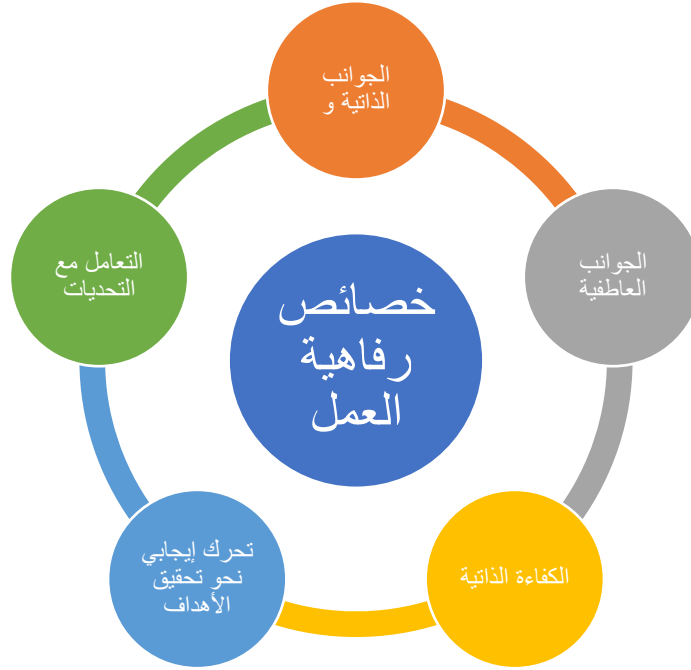 الجوانب
الذاتية و
الجوانب
العاطفية
الكفاءة الذاتية
تحرك إيجابي
نحو تحقيق
الأهداف
التعامل مع
التحديات
خصائص
رفاهية
العمل